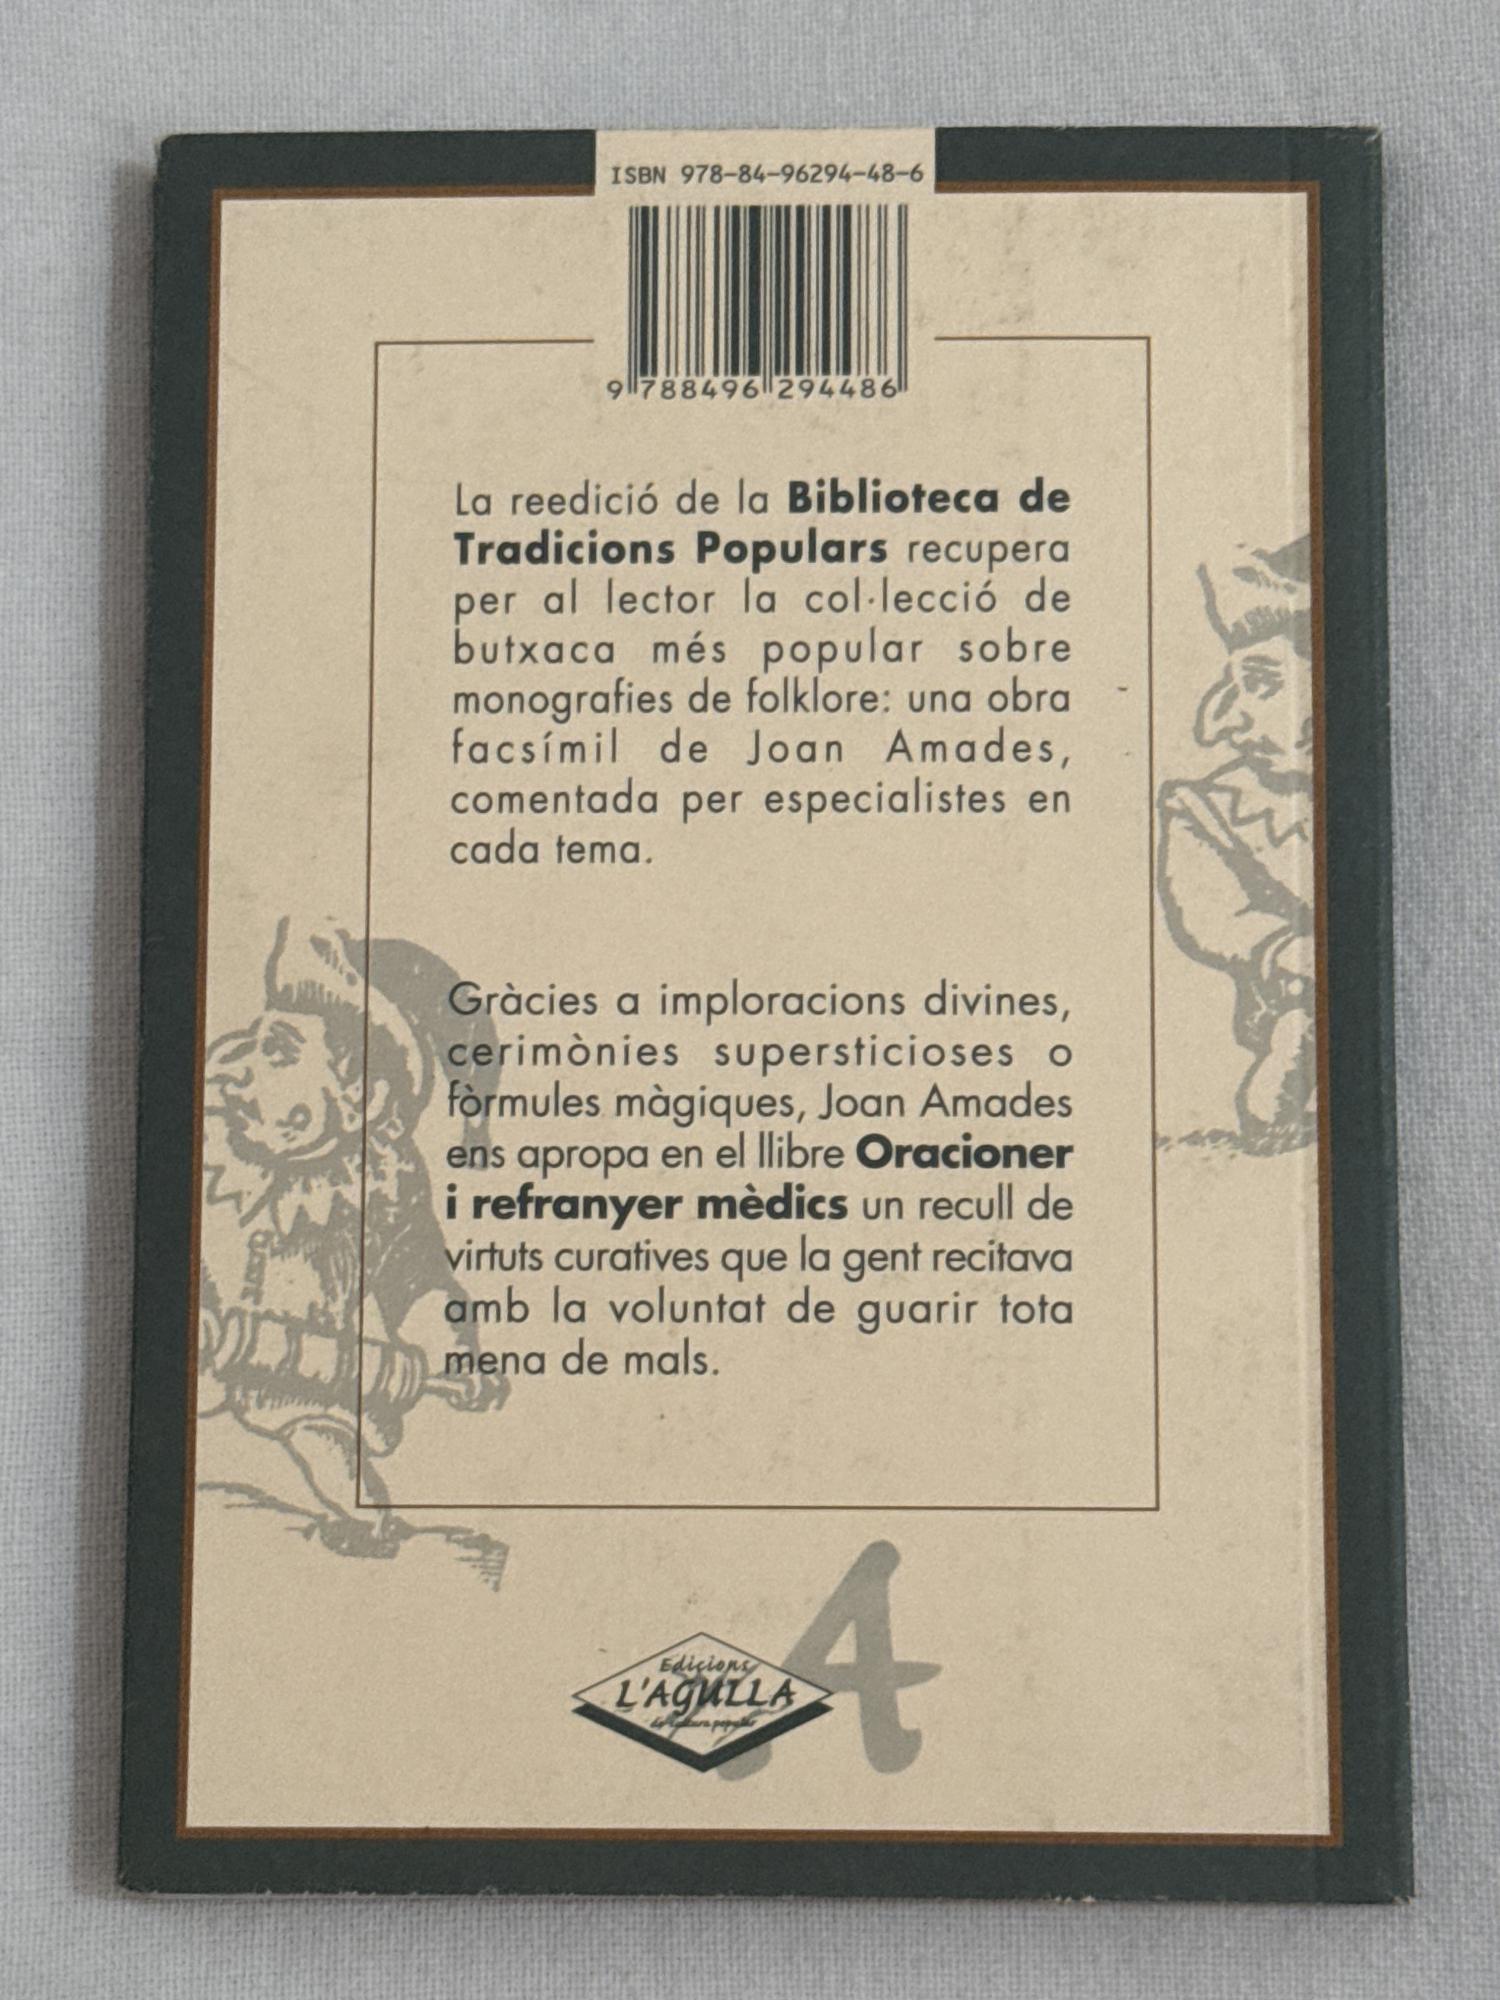 ISBN 978-84-96294-48-6
9 788496 294486
La reedició de la Biblioteca de
Tradicions Populars recupera
per al lector la col·lecció de
butxaca més popular sobre
monografies de folklore: una obra
facsímil de Joan Amades,
comentada per especialistes en
cada tema.
Gràcies a imploracions divines,
cerimònies supersticioses o
fòrmules màgiques, Joan Amades
ens apropa en el llibre Oracioner
i refranyer mèdics un recull de
virtuts curatives que la gent recitava
amb la voluntat de guarir tota
mena de mals.
A
Edicions
L'AGULLA
de cultura popular